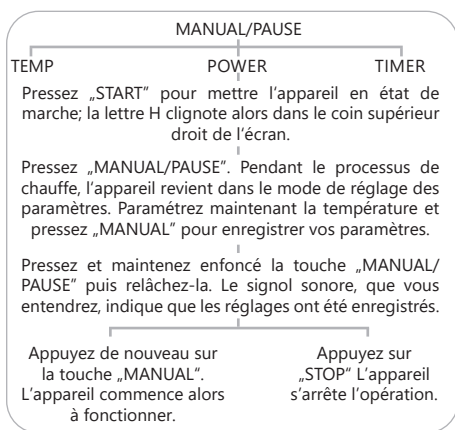 MANUAL/PAUSE
TEMP POWER TIMER
Pressez „START” pour mettre l’appareil en état de
marche; la lettre H clignote alors dans le coin supérieur
droit de l’écran.
Pressez „MANUAL/PAUSE”. Pendant le processus de
chauffe, l’appareil revient dans le mode de réglage des
paramètres. Paramétrez maintenant la température et
pressez „MANUAL” pour enregistrer vos paramètres.
Pressez et maintenez enfoncé la touche „MANUAL/
PAUSE” puis relâchez-la. Le signol sonore, que vous
entendrez, indique que les réglages ont été enregistrés.
Appuyez de nouveau sur
la touche „MANUAL”.
L’appareil commence alors
à fonctionner.
Appuyez sur
„STOP” L’appareil
s’arrête l’opération.